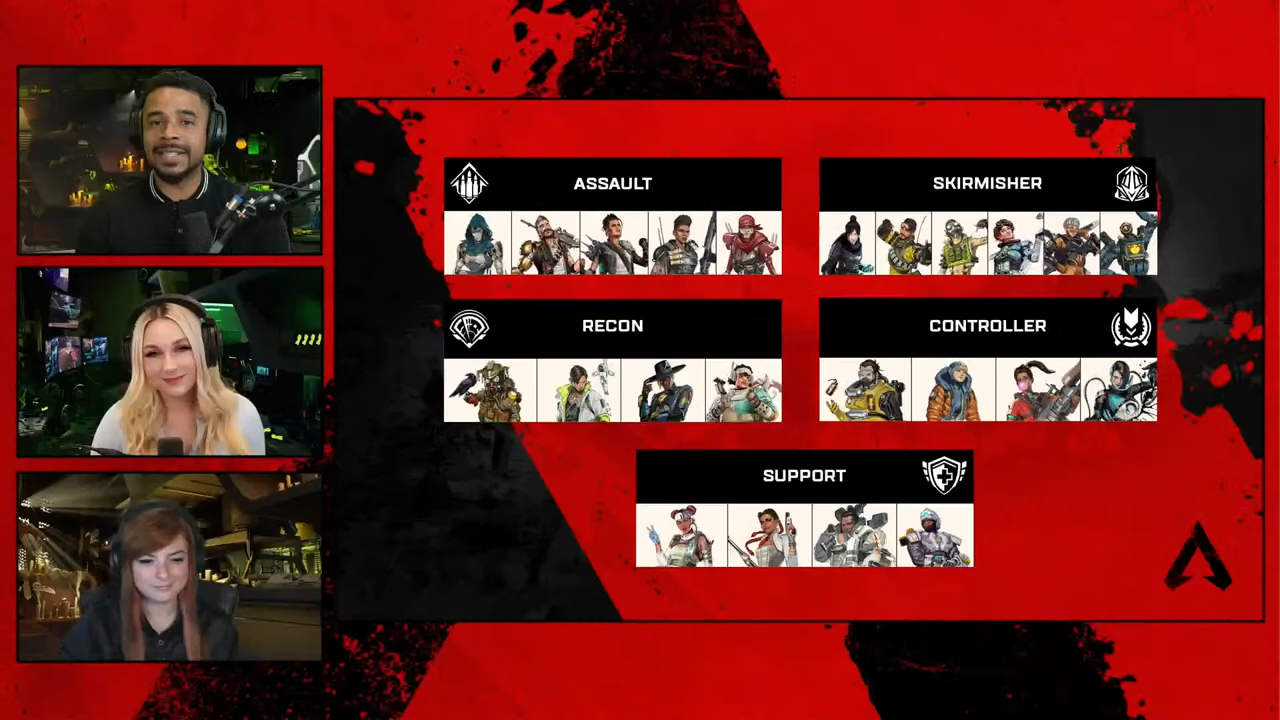 ASSAULT
SKIRMISHER
RECON
CONTROLLER
SUPPORT